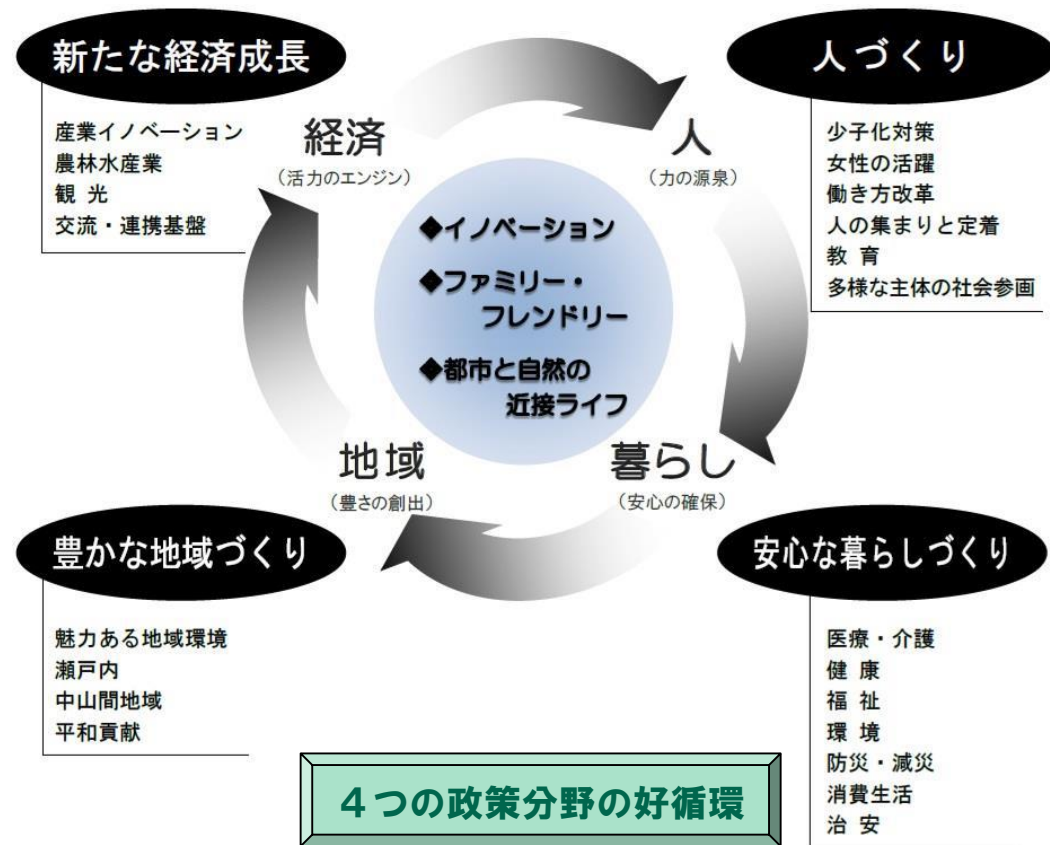 新たな経済成長
産業イノベーション
農林水産業
観 光
交流・連携基盤
経済
（活力のエンジン）
人づくり
少子化対策
女性の活躍
働き方改革
人の集まりと定着
教 育
多様な主体の社会参画
人
（力の源泉）
◆イノベーション
◆ファミリー・
フレンドリー
◆都市と自然の
近接ライフ
地域
（豊さの創出）
暮らし
（安心の確保）
豊かな地域づくり
魅力ある地域環境
瀬戸内
中山間地域
平和貢献
安心な暮らしづくり
医療・介護
健 康
福 祉
環 境
防災・減災
消費生活
治 安
４つの政策分野の好循環